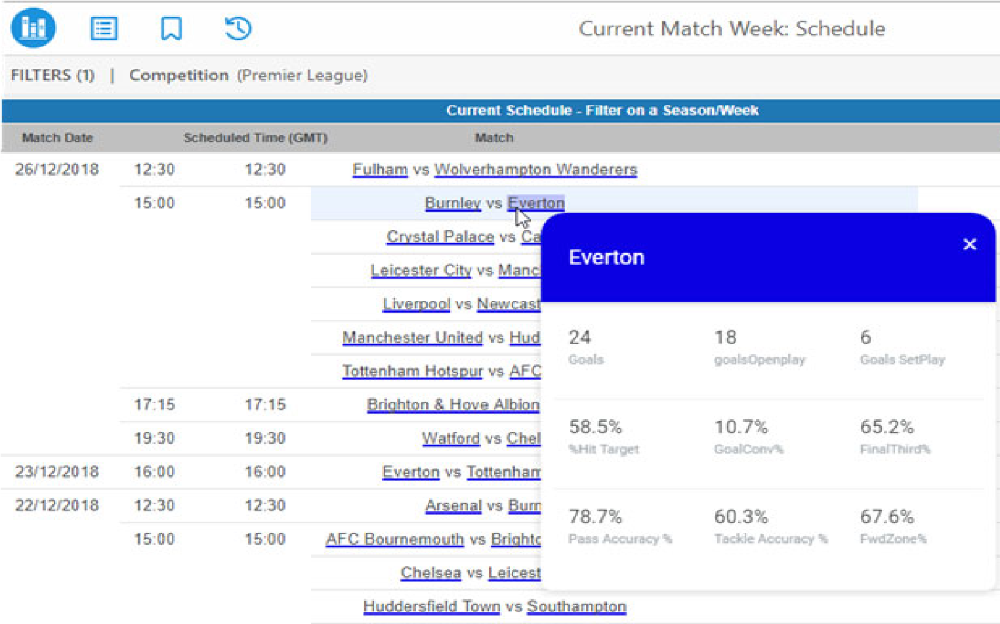 Current Match Week: Schedule
FILTERS (1) | Competition (Premier League)
Current Schedule - Filter on a Season/Week
Match Date Scheduled Time (GMT) Match
26/12/2018 12:30 12:30 Fulham vs Wolverhampton Wanderers
15:00 15:00 Burnley vs Everton
Crystal Palace vs Ca
Leicester City vs Manc
Liverpool vs Newcast
Manchester United vs Hud
Tottenham Hotspur vs AFC
17:15 17:15 Brighton & Hove Albion
19:30 19:30 Watford vs Chel
23/12/2018 16:00 16:00 Everton vs Tottenham
22/12/2018 12:30 12:30 Arsenal vs Burn
15:00 15:00 AFC Bournemouth vs Brighto
Chelsea vs Leicest
Huddersfield Town vs Southampton
Everton
24 18 6
Goals goalsOpenplay Goals SetPlay
58.5% 10.7% 65.2%
%Hit Target GoalConv% FinalThird%
78.7% 60.3% 67.6%
Pass Accuracy % Tackle Accuracy % FwdZone%